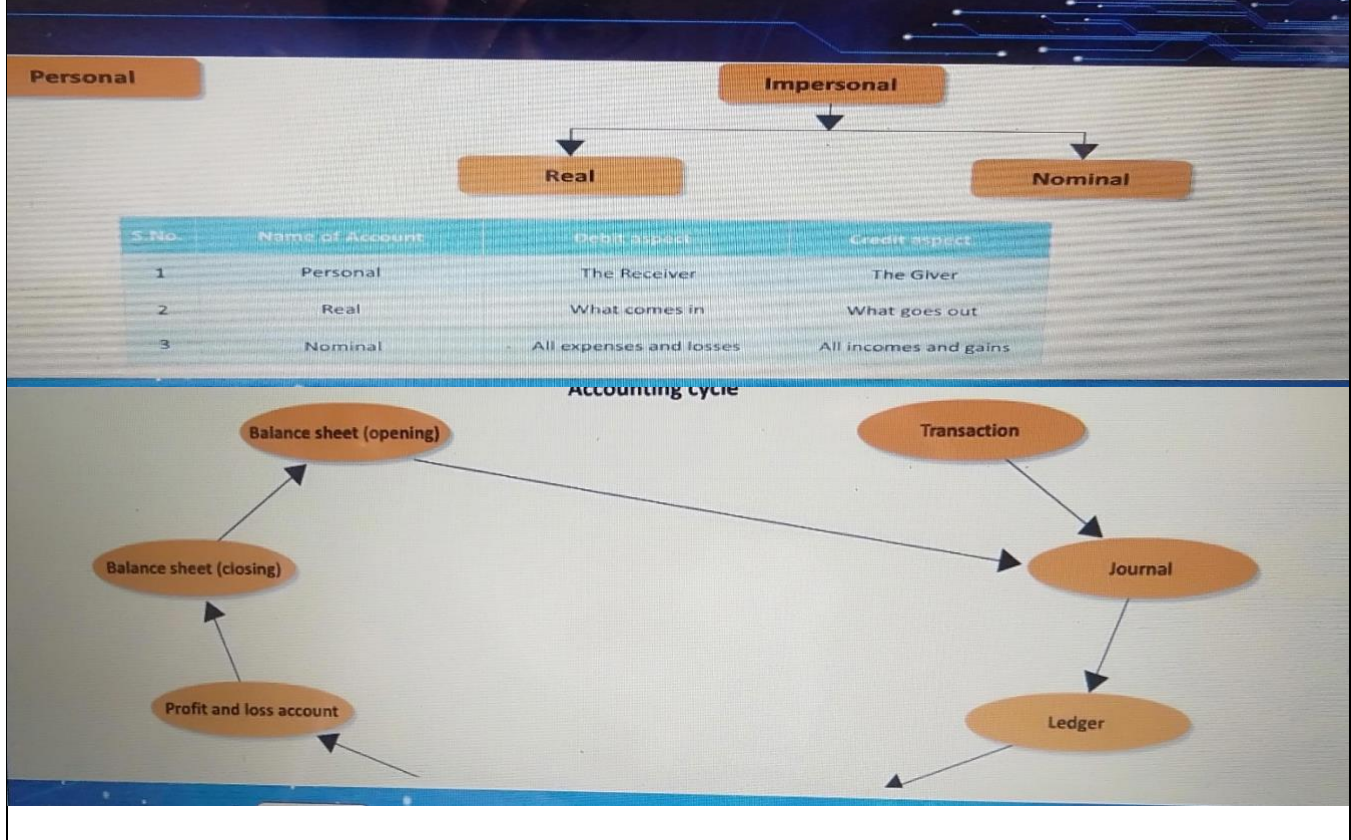 Personal
Impersonal
Real
Nominal
S.No. Name of Account Debit aspect Credit aspect
1 Personal The Receiver The Giver
2 Real What comes in What goes out
3 Nominal All expenses and losses All incomes and gains
Accounting cycle
Balance sheet (opening)
Transaction
Balance sheet (closing)
Journal
Profit and loss account
Ledger